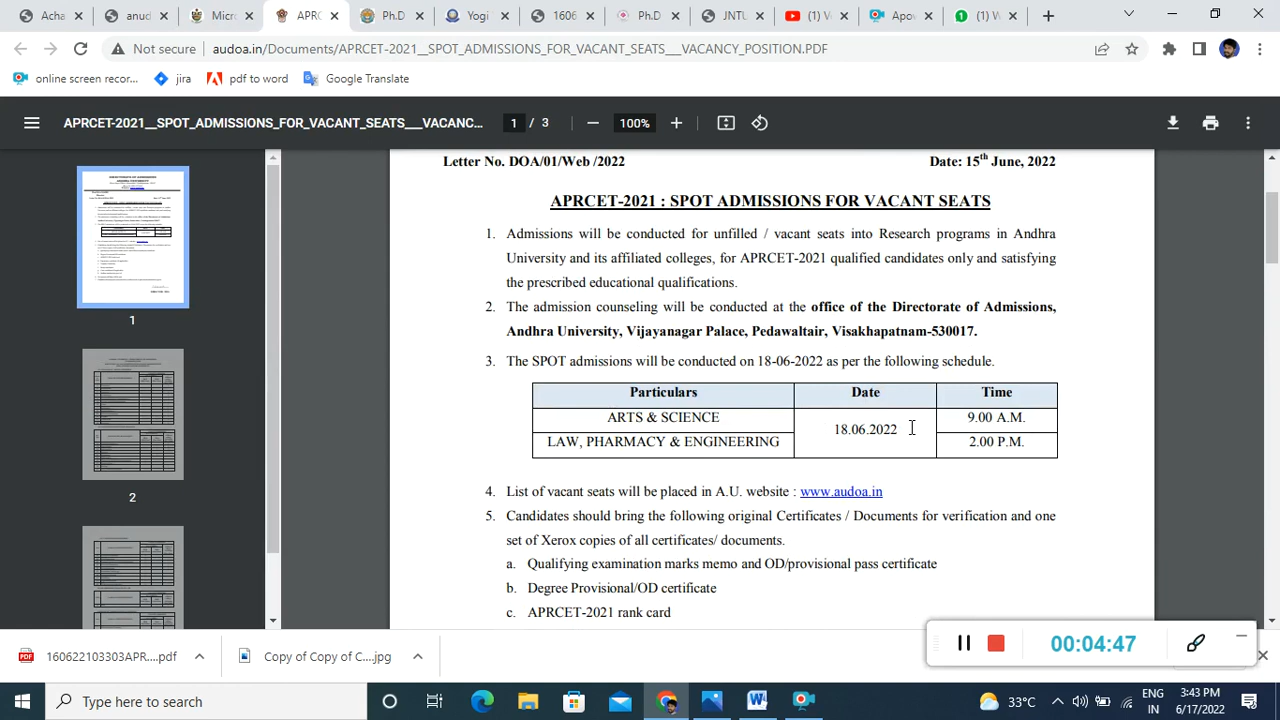 Acha
anud
Micro
APRC
Ph.D
Yogi
1606
Ph.D
JNTU
(1) V
Apov
(1) W
Not secure
audoa.in/Documents/APRCET-2021__SPOT_ADMISSIONS_FOR_VACANT_SEATS___VACANCY_POSITION.PDF
online screen recor...
jira
pdf to word
Google Translate
APRCET-2021__SPOT_ADMISSIONS_FOR_VACANT_SEATS___VACANC...
1 / 3
100%
1
2
Letter No. DOA/01/Web /2022
Date: 15th June, 2022
APRCET-2021 : SPOT ADMISSIONS FOR VACANT SEATS
1. Admissions will be conducted for unfilled / vacant seats into Research programs in Andhra
University and its affiliated colleges, for APRCET-2021 qualified candidates only and satisfying
the prescribed educational qualifications.
2. The admission counseling will be conducted at the office of the Directorate of Admissions,
Andhra University, Vijayanagar Palace, Pedawaltair, Visakhapatnam-530017.
3. The SPOT admissions will be conducted on 18-06-2022 as per the following schedule.
Particulars Date Time
ARTS & SCIENCE 9.00 A.M.
18.06.2022
LAW, PHARMACY & ENGINEERING 2.00 P.M.
4. List of vacant seats will be placed in A.U. website : www.audoa.in
5. Candidates should bring the following original Certificates / Documents for verification and one
set of Xerox copies of all certificates/ documents.
a. Qualifying examination marks memo and OD/provisional pass certificate
b. Degree Provisional/OD certificate
c. APRCET-2021 rank card
00:04:47
160622103303APR....pdf
Copy of Copy of C....jpg
Type here to search
33°C
ENG
IN
3:43 PM
6/17/2022